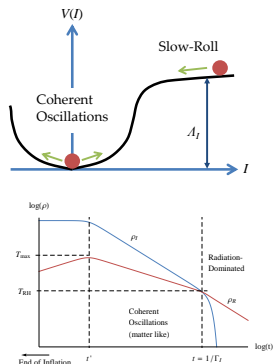 V(I)
Slow-Roll
Coherent
Oscillations
Λ_I
I
log(ρ)
ρ_I
T_max
Radiation-
Dominated
T_RH
ρ_R
Coherent
Oscillations
(matter like)
log(t)
t'
t = 1/Γ_I
End of Inflation